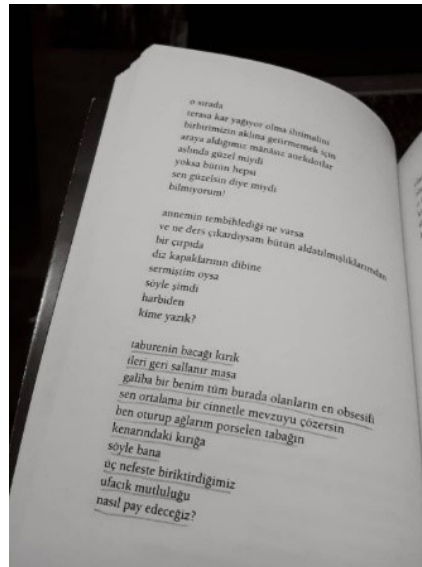 o sırada
terasa kar yağıyor olma ihtimalini
birbirimizin aklına getirmemek için
araya aldığımız mânâsız anekdotlar
aslında güzel miydi
yoksa bütün hepsi
sen güzelsin diye miydi
bilmiyorum!
annemin tembihlediği ne varsa
ve ne ders çıkardıysam bütün aldatılmışlıklarımdan
bir çırpıda
diz kapaklarının dibine
sermiştim oysa
söyle şimdi
harbiden
kime yazık?
taburenin bacağı kırık
ileri geri sallanır masa
galiba bir benim tüm burada olanların en obsesifi
sen ortalama bir cinnetle mevzuyu çözersin
ben oturup ağlarım porselen tabağın
kenarındaki kırığa
söyle bana
üç nefeste biriktirdiğimiz
ufacık mutluluğu
nasıl pay edeceğiz?